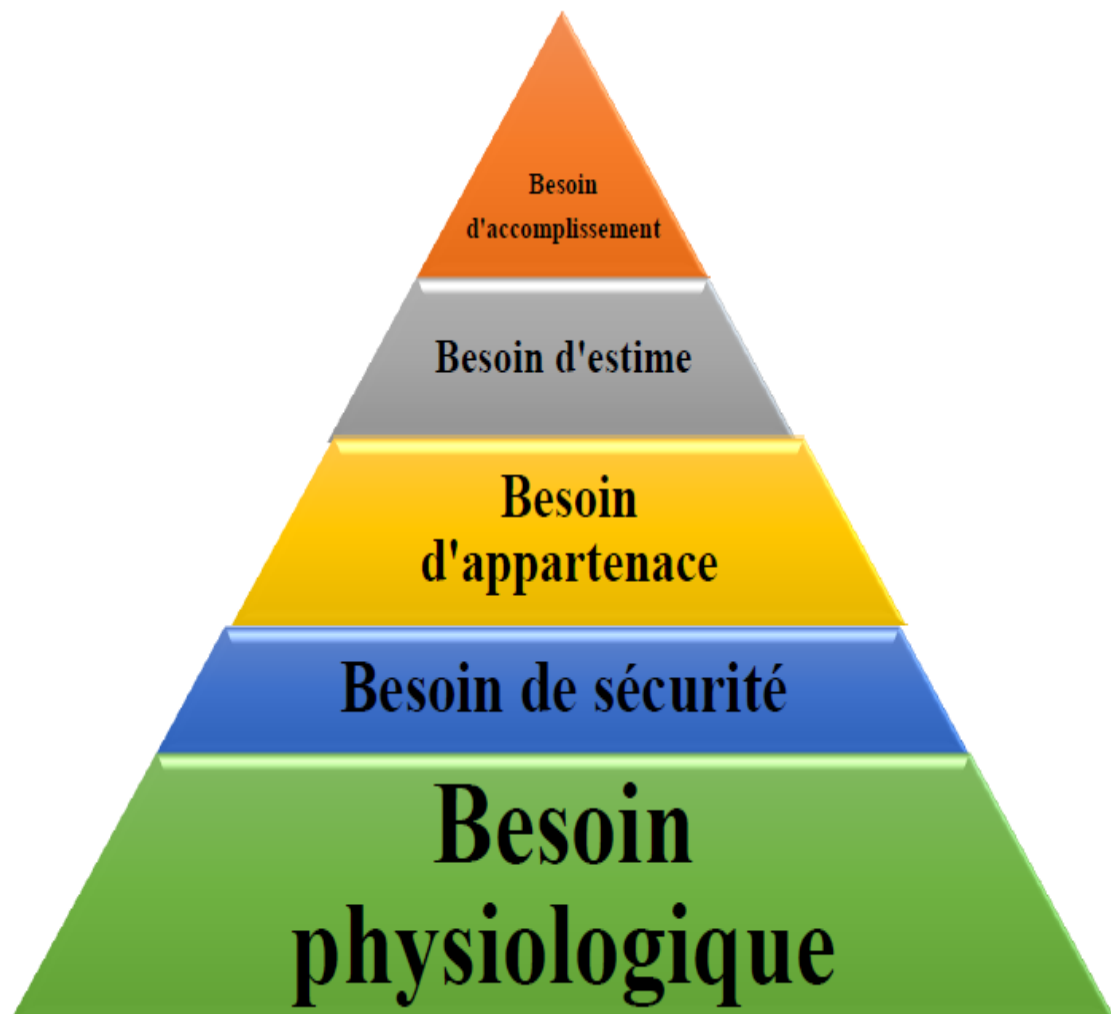 Besoin
d'accomplissement
Besoin d'estime
Besoin
d'appartenace
Besoin de sécurité
Besoin
physiologique